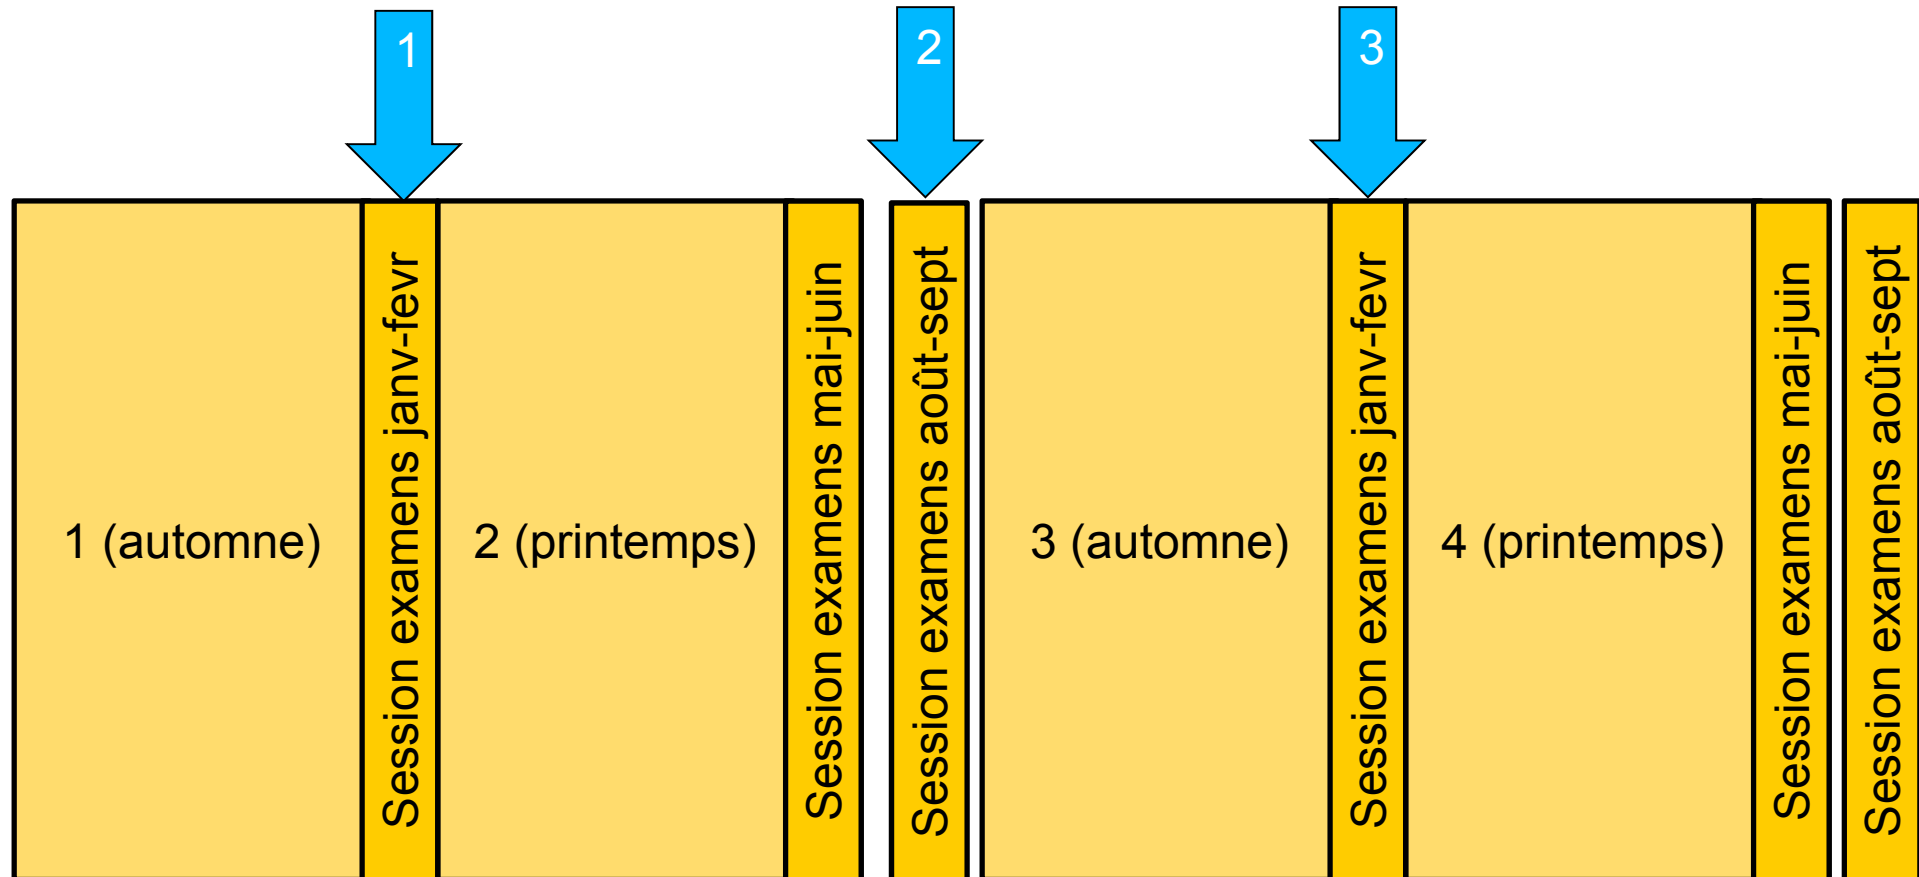 1
2
3
1 (automne)
Session examens janv-fevr
2 (printemps)
Session examens mai-juin
Session examens août-sept
3 (automne)
Session examens janv-fevr
4 (printemps)
Session examens mai-juin
Session examens août-sept